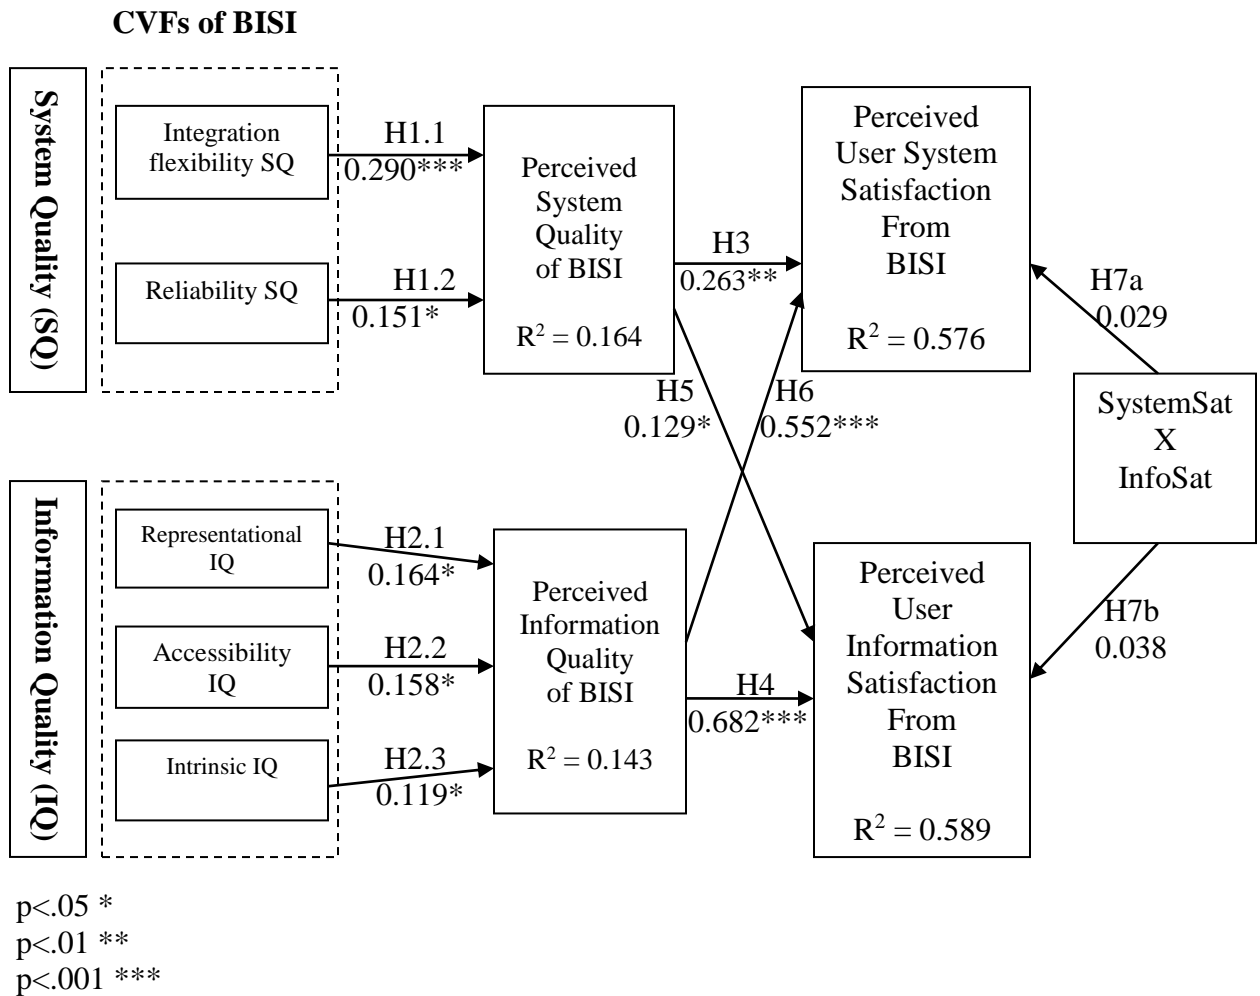 CVFs of BISI
System Quality (SQ)
Integration
flexibility SQ
H1.1
0.290***
Reliability SQ
H1.2
0.151*
Perceived
System
Quality
of BISI
R² = 0.164
H3
0.263**
Perceived
User System
Satisfaction
From
BISI
R² = 0.576
H7a
0.029
H5
0.129*
H6
0.552***
SystemSat
X
InfoSat
Information Quality (IQ)
Representational
IQ
H2.1
0.164*
Accessibility
IQ
H2.2
0.158*
Intrinsic IQ
H2.3
0.119*
Perceived
Information
Quality
of BISI
R² = 0.143
H4
0.682***
Perceived
User
Information
Satisfaction
From
BISI
R² = 0.589
H7b
0.038
p<.05 *
p<.01 **
p<.001 ***